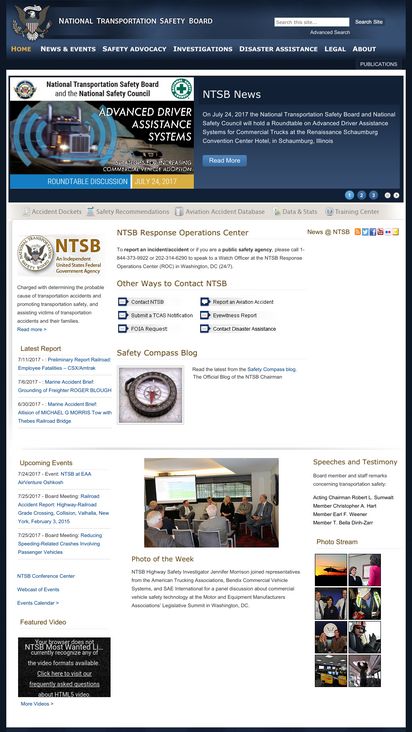 NATIONAL TRANSPORTATION SAFETY BOARD
Search this site...
Search Site
Advanced Search
HOME NEWS & EVENTS SAFETY ADVOCACY INVESTIGATIONS DISASTER ASSISTANCE LEGAL ABOUT
PUBLICATIONS
National Transportation Safety Board
and the National Safety Council
ADVANCED DRIVER
ASSISTANCE
SYSTEMS
STRATEGIES FOR INCREASING
COMMERCIAL VEHICLE ADOPTION
ROUNDTABLE DISCUSSION JULY 24, 2017
NTSB News
On July 24, 2017 the National Transportation Safety Board and National
Safety Council will hold a Roundtable on Advanced Driver Assistance
Systems for Commercial Trucks at the Renaissance Schaumburg
Convention Center Hotel, in Schaumburg, Illinois
Read More
1 2 3
Accident Dockets Safety Recommendations Aviation Accident Database Data & Stats Training Center
NTSB
An Independent
United States Federal
Government Agency
Charged with determining the probable
cause of transportation accidents and
promoting transportation safety, and
assisting victims of transportation
accidents and their families.
Read more >
Latest Report
7/11/2017 - : Preliminary Report Railroad:
Employee Fatalities – CSX/Amtrak
7/6/2017 - : Marine Accident Brief:
Grounding of Freighter ROGER BLOUGH
6/30/2017 - : Marine Accident Brief:
Allision of MICHAEL G MORRIS Tow with
Thebes Railroad Bridge
NTSB Response Operations Center
To report an incident/accident or if you are a public safety agency, please call 1-
844-373-9922 or 202-314-6290 to speak to a Watch Officer at the NTSB Response
Operations Center (ROC) in Washington, DC (24/7).
Other Ways to Contact NTSB
Contact NTSB
Report an Aviation Accident
Submit a TCAS Notification
Eyewitness Report
FOIA Request
Contact Disaster Assistance
Safety Compass Blog
Read the latest from the Safety Compass blog.
The Official Blog of the NTSB Chairman
News @ NTSB
Upcoming Events
7/24/2017 - Event: NTSB at EAA
AirVenture Oshkosh
7/25/2017 - Board Meeting: Railroad
Accident Report: Highway-Railroad
Grade Crossing, Collision, Valhalla, New
York, February 3, 2015
7/25/2017 - Board Meeting: Reducing
Speeding-Related Crashes Involving
Passenger Vehicles
NTSB Conference Center
Webcast of Events
Events Calendar >
Featured Video
Your browser does not
NTSB Most Wanted Li...
currently recognize any of
the video formats available.
Click here to visit our
frequently asked questions
about HTML5 video.
More Videos >
Photo of the Week
NTSB Highway Safety Investigator Jennifer Morrison joined representatives
from the American Trucking Associations, Bendix Commercial Vehicle
Systems, and SAE International for a panel discussion about commercial
vehicle safety technology at the Motor and Equipment Manufacturers
Associations' Legislative Summit in Washington, DC.
Speeches and Testimony
Board member and staff remarks
concerning transportation safety.
Acting Chairman Robert L. Sumwalt
Member Christopher A. Hart
Member Earl F. Weener
Member T. Bella Dinh-Zarr
Photo Stream